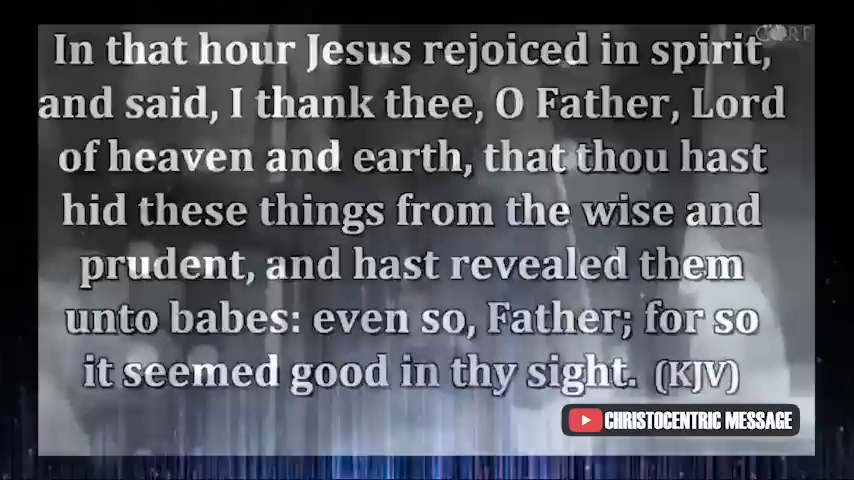 In that hour Jesus rejoiced in spirit,
and said, I thank thee, O Father, Lord
of heaven and earth, that thou hast
hid these things from the wise and
prudent, and hast revealed them
unto babes: even so, Father; for so
it seemed good in thy sight. (KJV)
CHRISTOCENTRIC MESSAGE